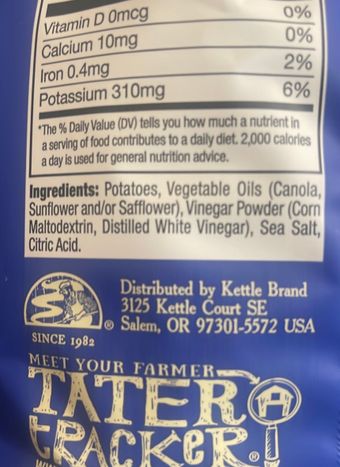 Vitamin D 0mcg 0%
Calcium 10mg 0%
Iron 0.4mg 2%
Potassium 310mg 6%
*The % Daily Value (DV) tells you how much a nutrient in
a serving of food contributes to a daily diet. 2,000 calories
a day is used for general nutrition advice.
Ingredients: Potatoes, Vegetable Oils (Canola,
Sunflower and/or Safflower), Vinegar Powder (Corn
Maltodextrin, Distilled White Vinegar), Sea Salt,
Citric Acid.
Distributed by Kettle Brand
3125 Kettle Court SE
® Salem, OR 97301-5572 USA
SINCE 1982
MEET YOUR FARMER
TATER
TRACKER®